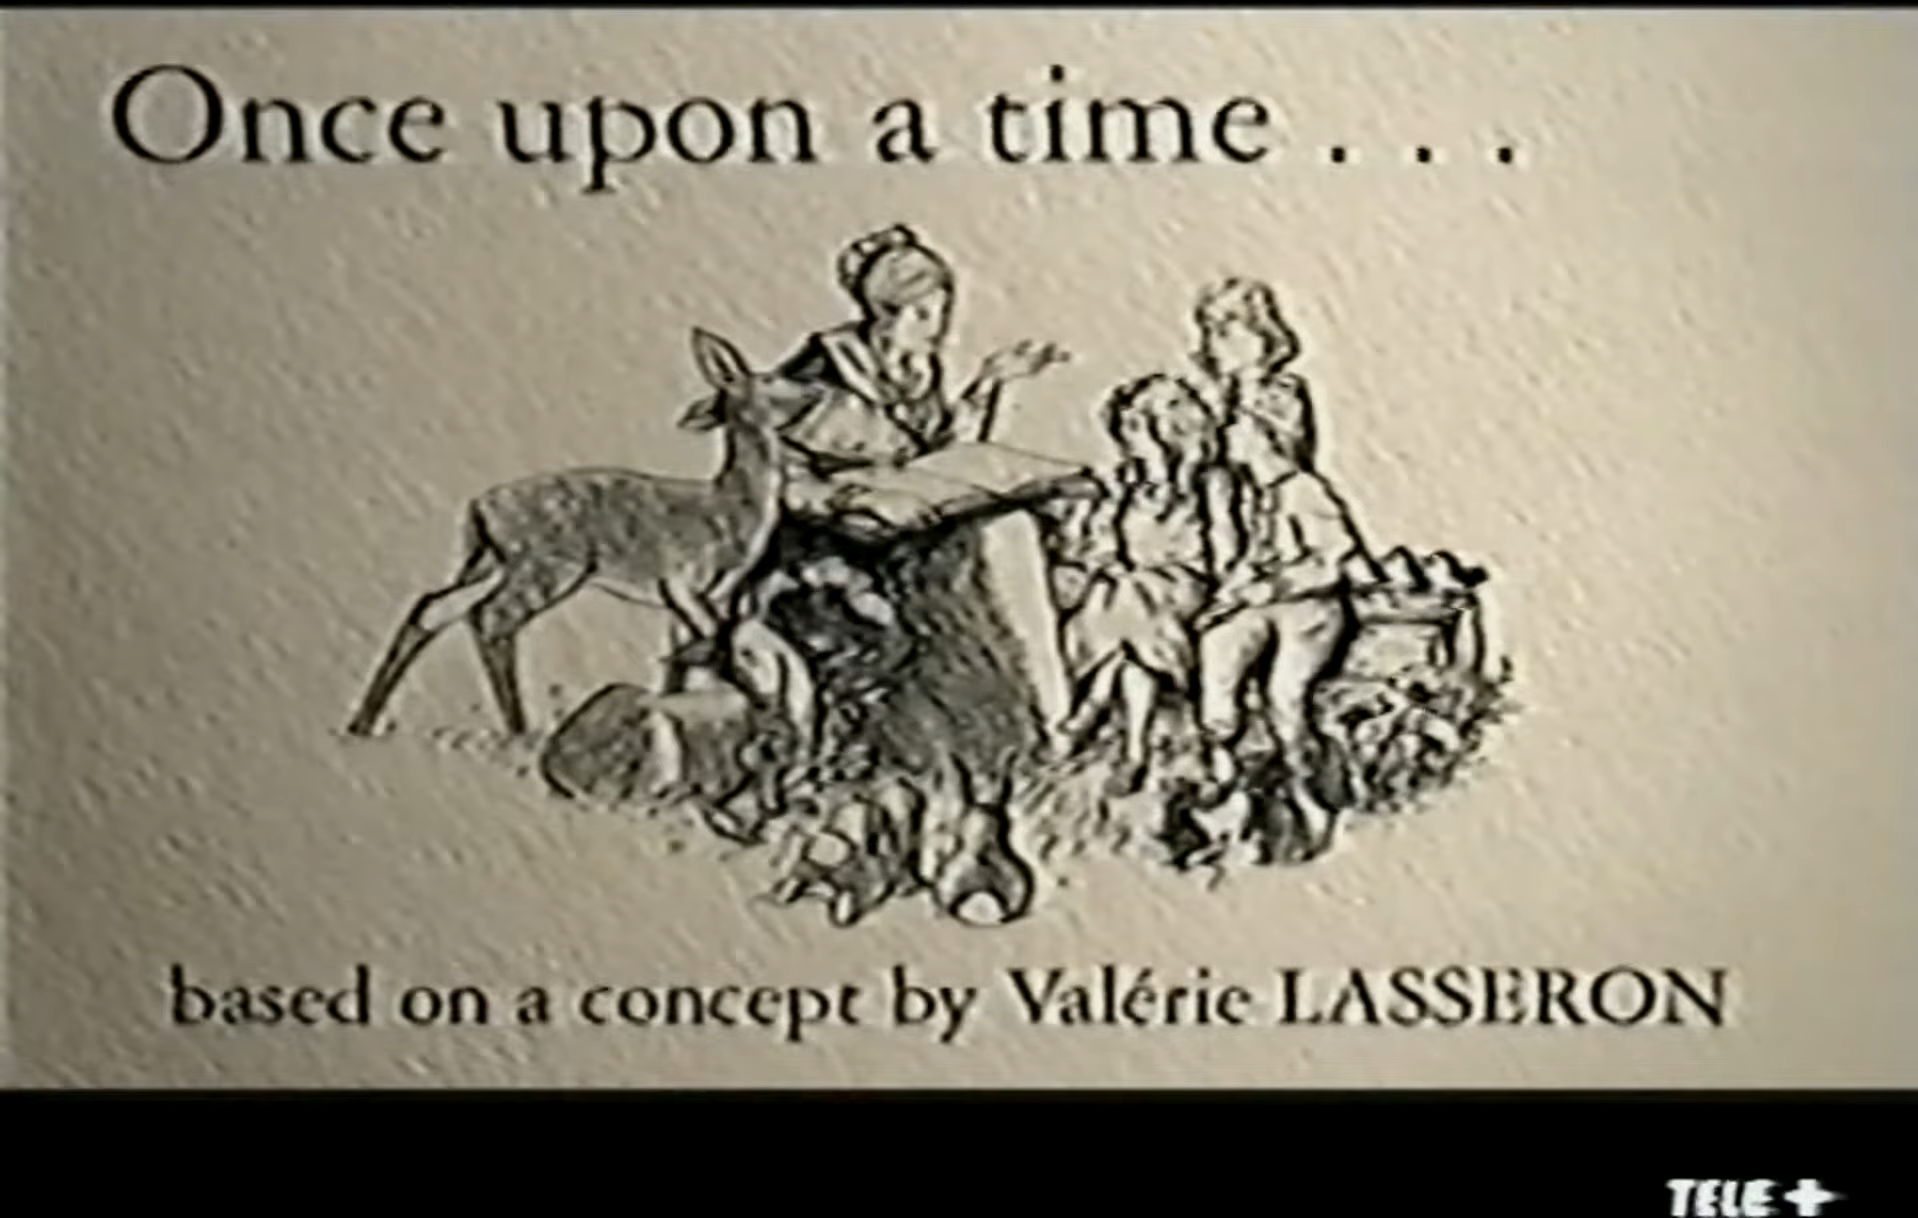 Once upon a time . . .
based on a concept by Valérie LASSERON
TELE+